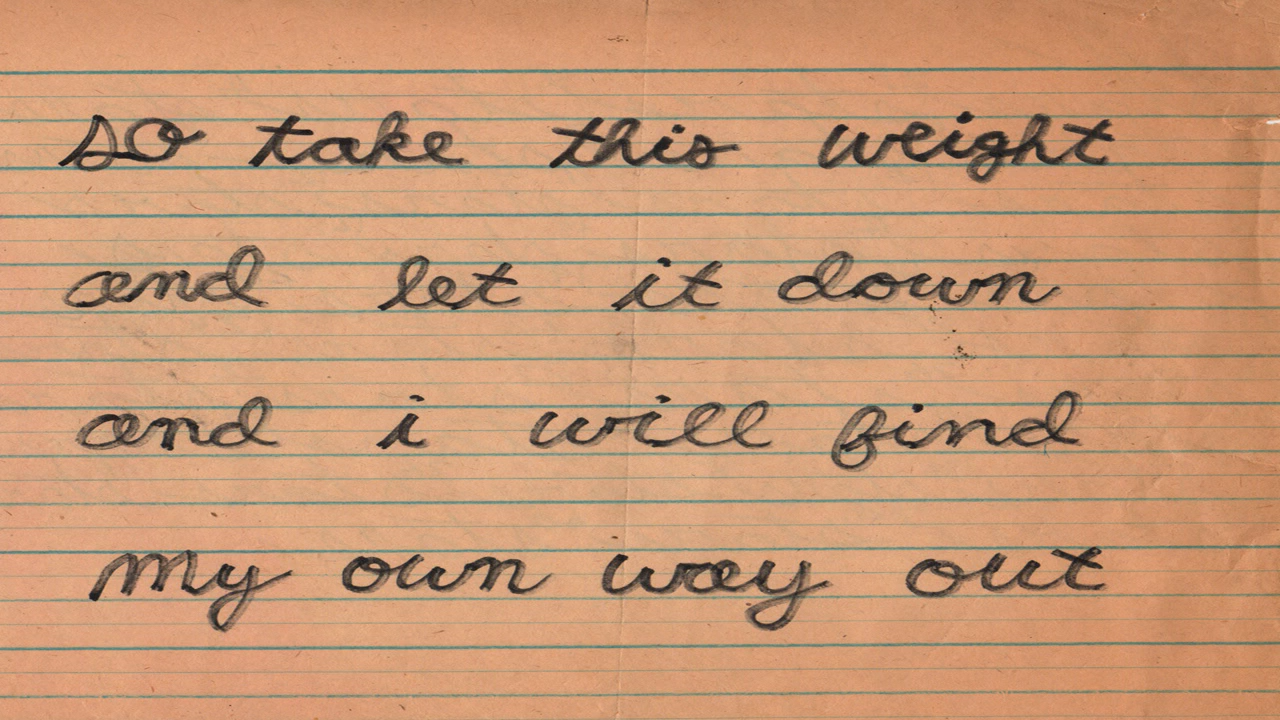 so take this weight
and let it down
and i will find
my own way out